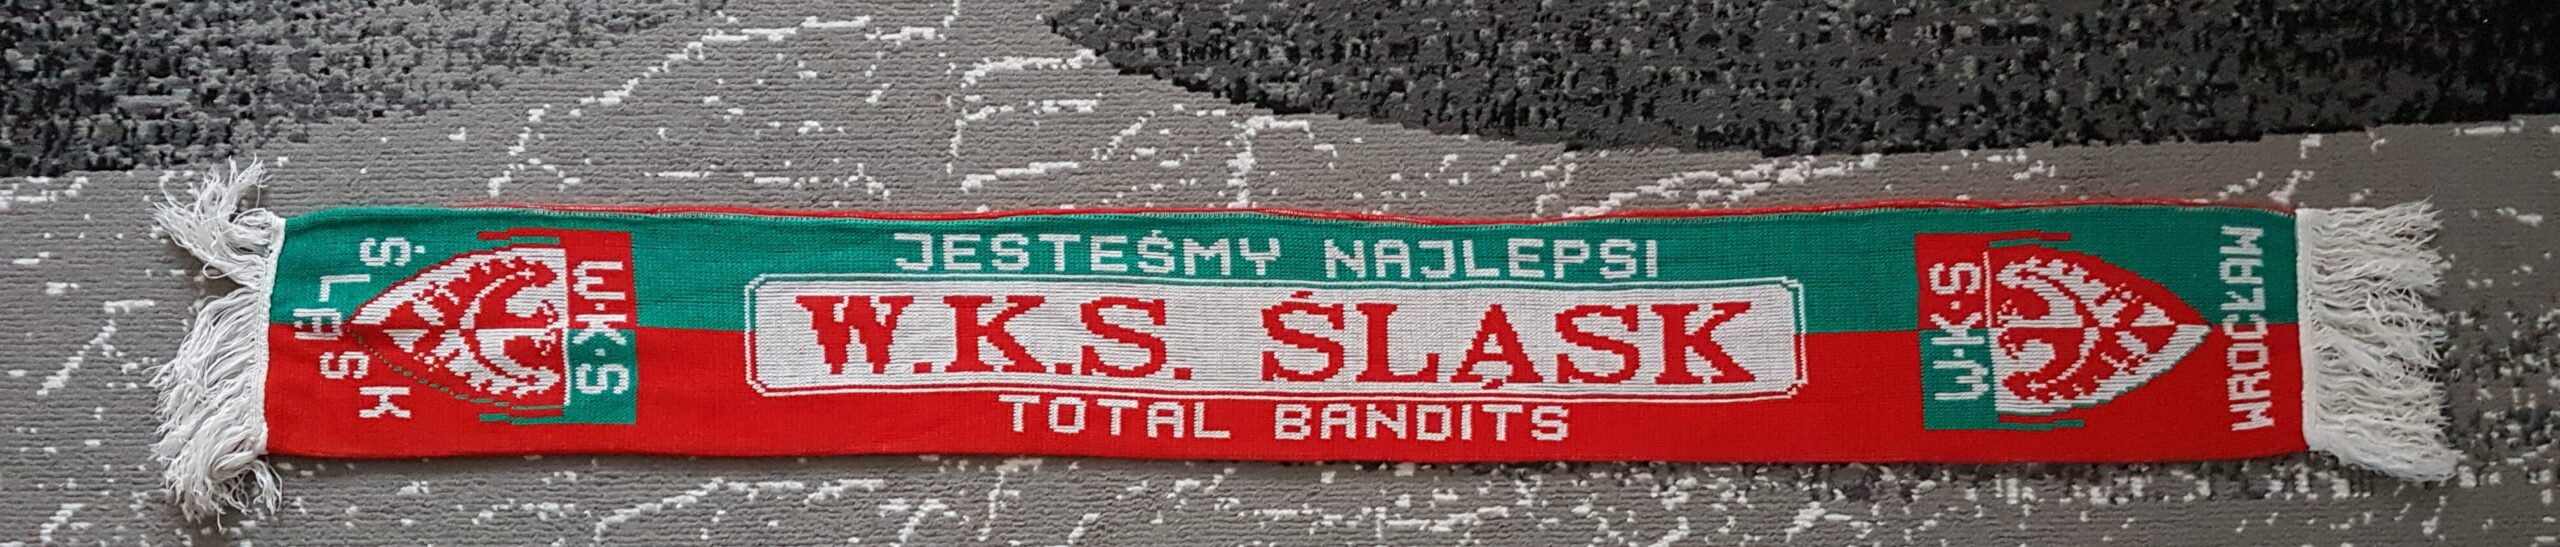 ŚLĄSK
W·K·S
JESTEŚMY NAJLEPSI
W.K.S. ŚLĄSK
TOTAL BANDITS
W·K·S
WROCŁAW